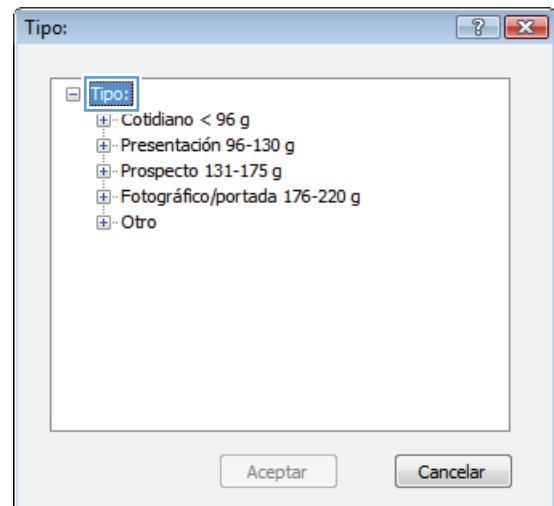 Tipo:
Tipo:
Cotidiano < 96 g
Presentación 96-130 g
Prospecto 131-175 g
Fotográfico/portada 176-220 g
Otro
Aceptar Cancelar